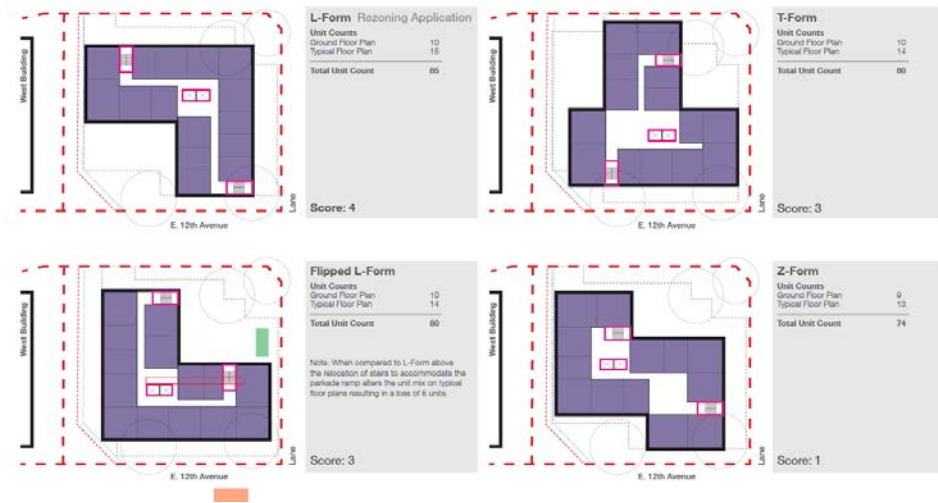 L-Form Rezoning Application
Unit Counts
Ground Floor Plan 10
Typical Floor Plan 15
Total Unit Count 85
Score: 4
West Building
Lane
E. 12th Avenue
T-Form
Unit Counts
Ground Floor Plan 10
Typical Floor Plan 14
Total Unit Count 80
Score: 3
West Building
Lane
E. 12th Avenue
Flipped L-Form
Unit Counts
Ground Floor Plan 10
Typical Floor Plan 14
Total Unit Count 80
Note: When compared to L-Form above
the relocation of stairs to accommodate the
parkade ramp alters the unit mix on typical
floor plans resulting in a loss of 6 units.
Score: 3
West Building
Lane
E. 12th Avenue
Z-Form
Unit Counts
Ground Floor Plan 9
Typical Floor Plan 13
Total Unit Count 74
Score: 1
West Building
Lane
E. 12th Avenue